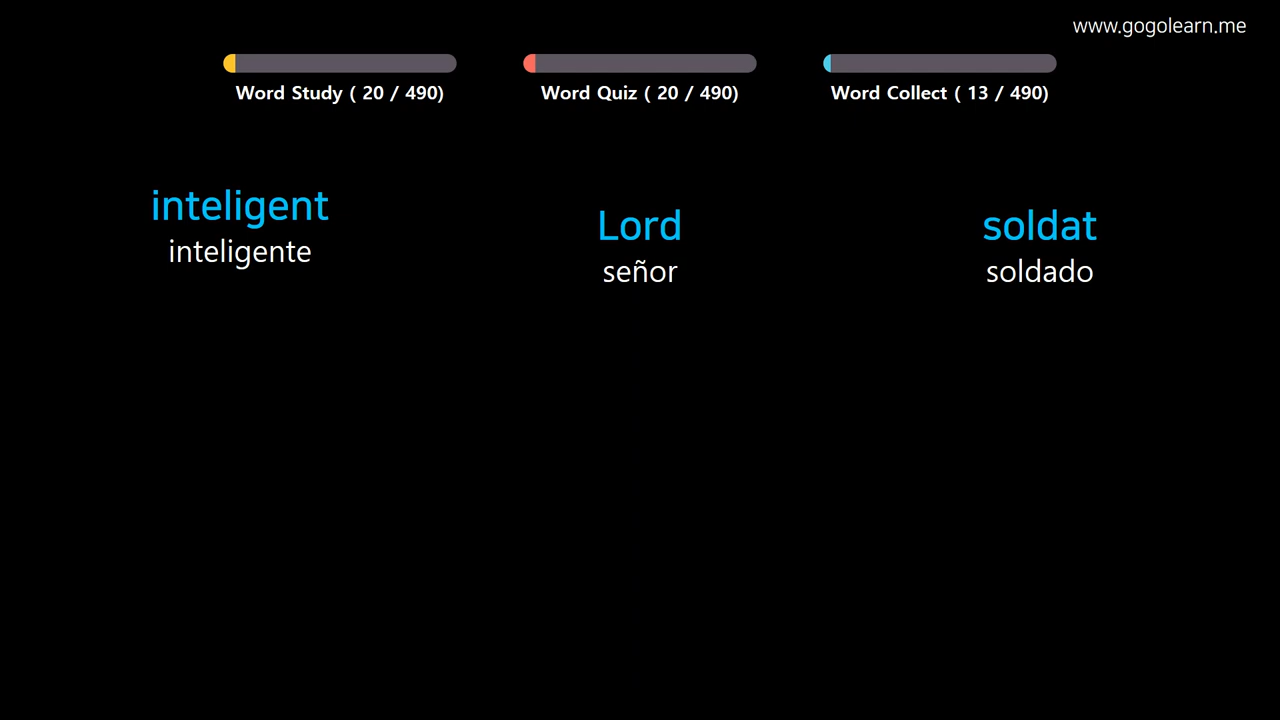 www.gogolearn.me
Word Study ( 20 / 490)
Word Quiz ( 20 / 490)
Word Collect ( 13 / 490)
inteligent
inteligente
Lord
señor
soldat
soldado